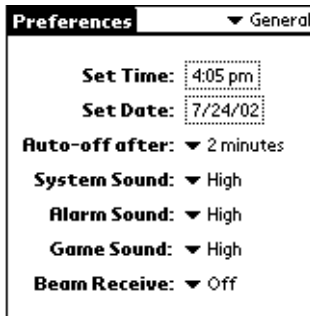 Preferences General
Set Time: 4:05 pm
Set Date: 7/24/02
Auto-off after: 2 minutes
System Sound: High
Alarm Sound: High
Game Sound: High
Beam Receive: Off